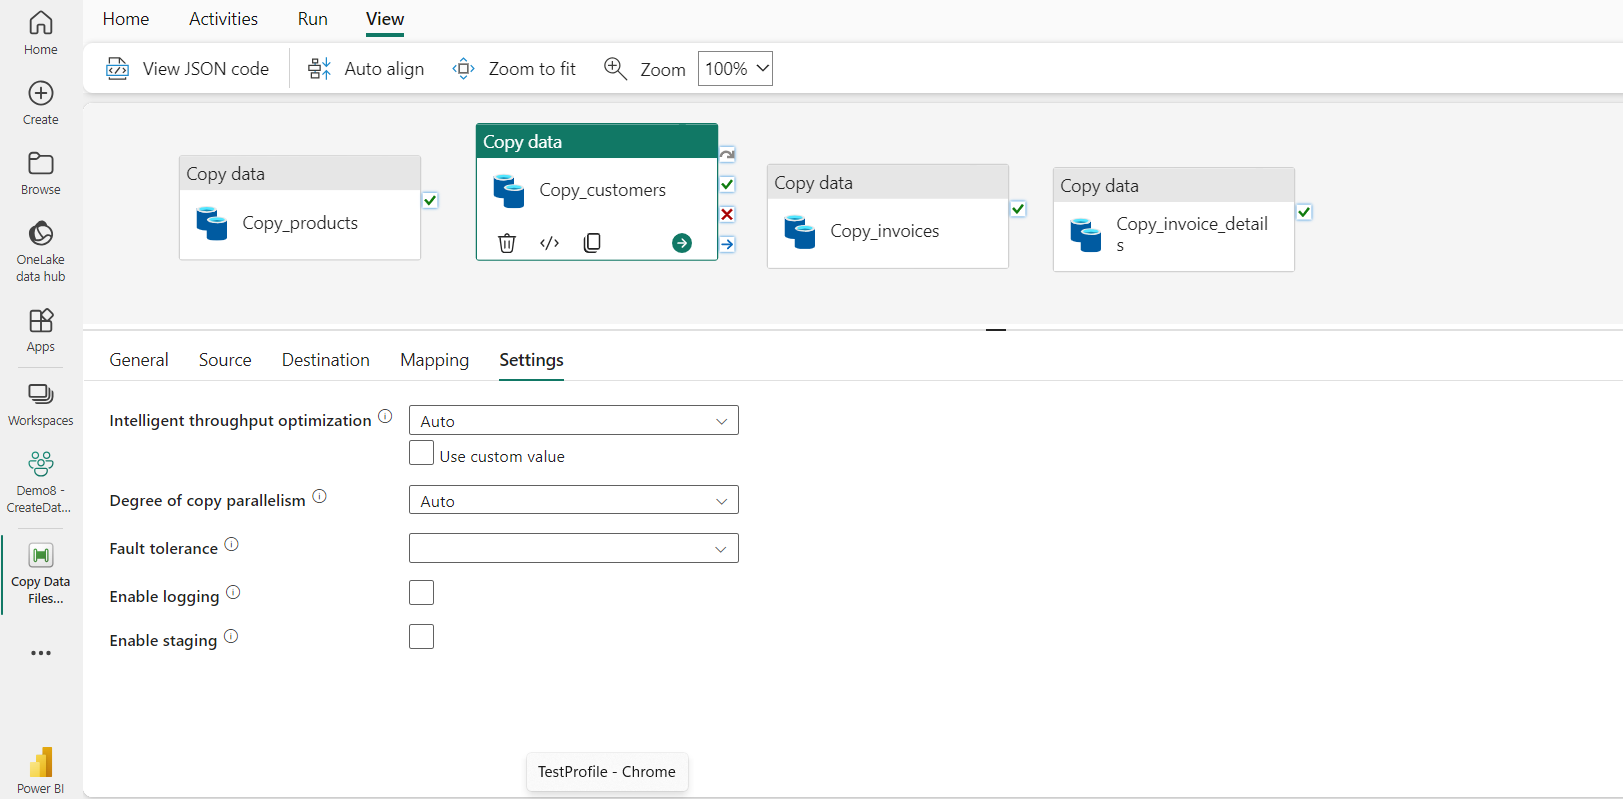 Home
Create
Browse
OneLake
data hub
Apps
Workspaces
Demo8 -
CreateDat...
Copy Data
Files...
Power BI
Home Activities Run View
View JSON code Auto align Zoom to fit Zoom 100%
Copy data
Copy_products
Copy data
Copy_customers
Copy data
Copy_invoices
Copy data
Copy_invoice_detail
s
General Source Destination Mapping Settings
Intelligent throughput optimization Auto
Use custom value
Degree of copy parallelism Auto
Fault tolerance
Enable logging
Enable staging
TestProfile - Chrome